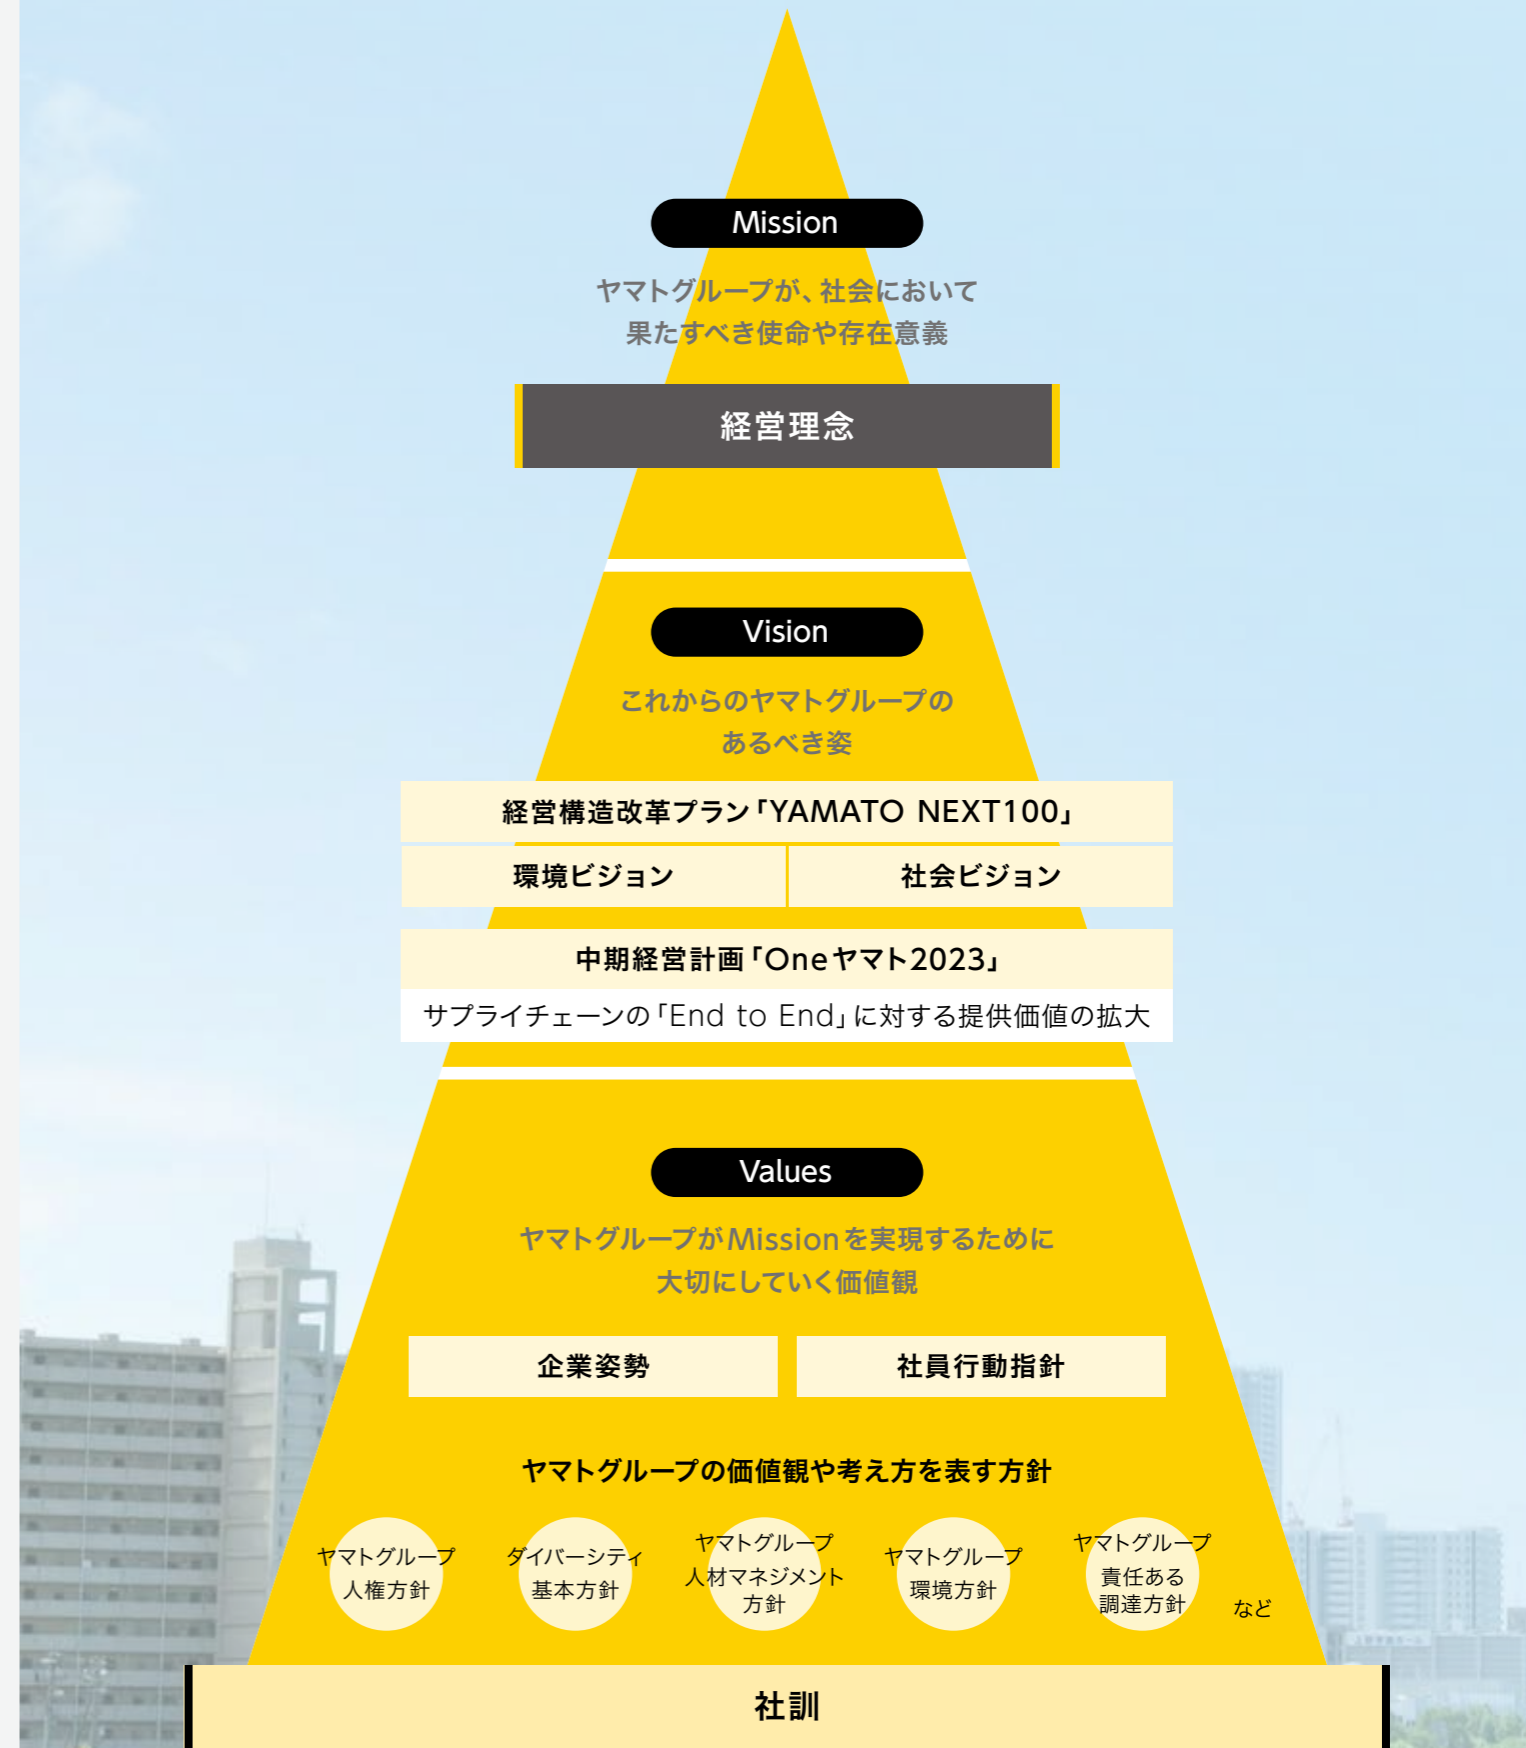 Mission
ヤマトグループが、社会において
果たすべき使命や存在意義
経営理念
Vision
これからのヤマトグループの
あるべき姿
経営構造改革プラン「YAMATO NEXT100」
環境ビジョン
社会ビジョン
中期経営計画「Oneヤマト2023」
サプライチェーンの「End to End」に対する提供価値の拡大
Values
ヤマトグループがMissionを実現するために
大切にしていく価値観
企業姿勢
社員行動指針
ヤマトグループの価値観や考え方を表す方針
ヤマトグループ
人権方針
ダイバーシティ
基本方針
ヤマトグループ
人材マネジメント
方針
ヤマトグループ
環境方針
ヤマトグループ
責任ある
調達方針
など
社訓